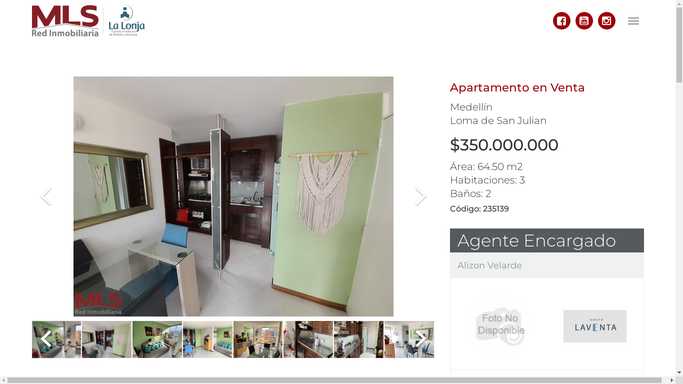 MLS
Red Inmobiliaria
La Lonja
Apartamento en Venta
Medellín
Loma de San Julian
$350.000.000
Área: 64.50 m2
Habitaciones: 3
Baños: 2
Código: 235139
Agente Encargado
Alizon Velarde
Foto No
Disponible
LAVENTA
MLS
Red Inmobiliaria